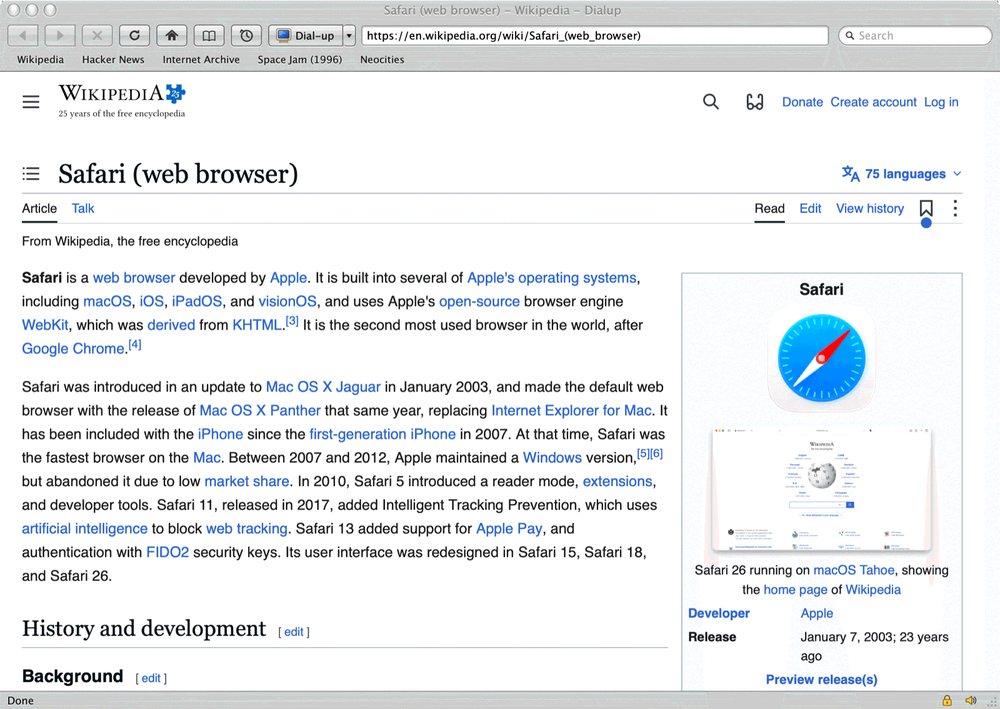 Safari (web browser) – Wikipedia – Dialup
Dial-up
https://en.wikipedia.org/wiki/Safari_(web_browser)
Search
Wikipedia Hacker News Internet Archive Space Jam (1996) Neocities
WIKIPEDIA 25
25 years of the free encyclopedia
Donate Create account Log in
Safari (web browser)
75 languages
Article Talk
Read Edit View history
From Wikipedia, the free encyclopedia
Safari is a web browser developed by Apple. It is built into several of Apple's operating systems,
including macOS, iOS, iPadOS, and visionOS, and uses Apple's open-source browser engine
WebKit, which was derived from KHTML.[3] It is the second most used browser in the world, after
Google Chrome.[4]
Safari was introduced in an update to Mac OS X Jaguar in January 2003, and made the default web
browser with the release of Mac OS X Panther that same year, replacing Internet Explorer for Mac. It
has been included with the iPhone since the first-generation iPhone in 2007. At that time, Safari was
the fastest browser on the Mac. Between 2007 and 2012, Apple maintained a Windows version,[5][6]
but abandoned it due to low market share. In 2010, Safari 5 introduced a reader mode, extensions,
and developer tools. Safari 11, released in 2017, added Intelligent Tracking Prevention, which uses
artificial intelligence to block web tracking. Safari 13 added support for Apple Pay, and
authentication with FIDO2 security keys. Its user interface was redesigned in Safari 15, Safari 18,
and Safari 26.
History and development [ edit ]
Background [ edit ]
Safari
WIKIPEDIA
Safari 26 running on macOS Tahoe, showing
the home page of Wikipedia
Developer Apple
Release January 7, 2003; 23 years
ago
Preview release(s)
Done